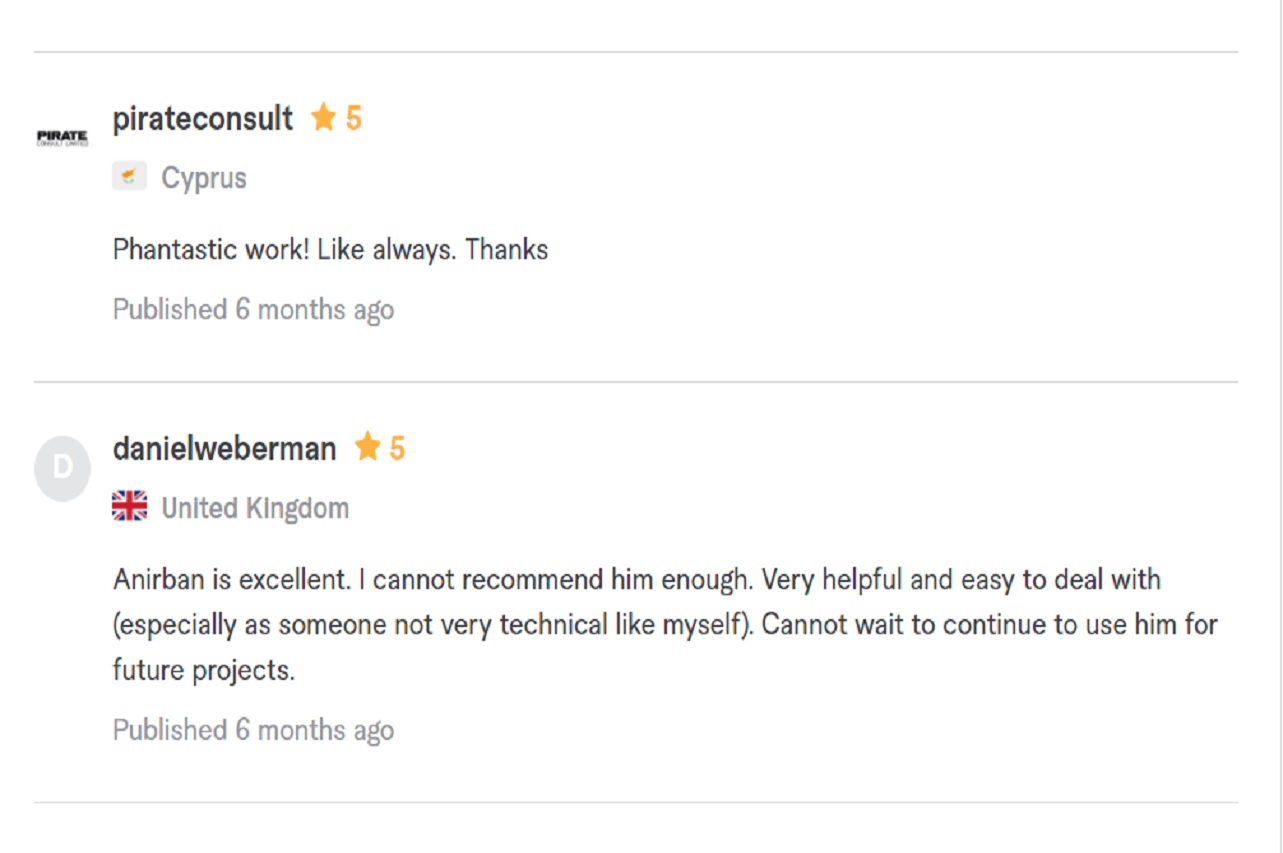 pirateconsult ★ 5
PIRATE
CONSULT LIMITED
Cyprus
Phantastic work! Like always. Thanks
Published 6 months ago
danielweberman ★ 5
D
United Kingdom
Anirban is excellent. I cannot recommend him enough. Very helpful and easy to deal with
(especially as someone not very technical like myself). Cannot wait to continue to use him for
future projects.
Published 6 months ago